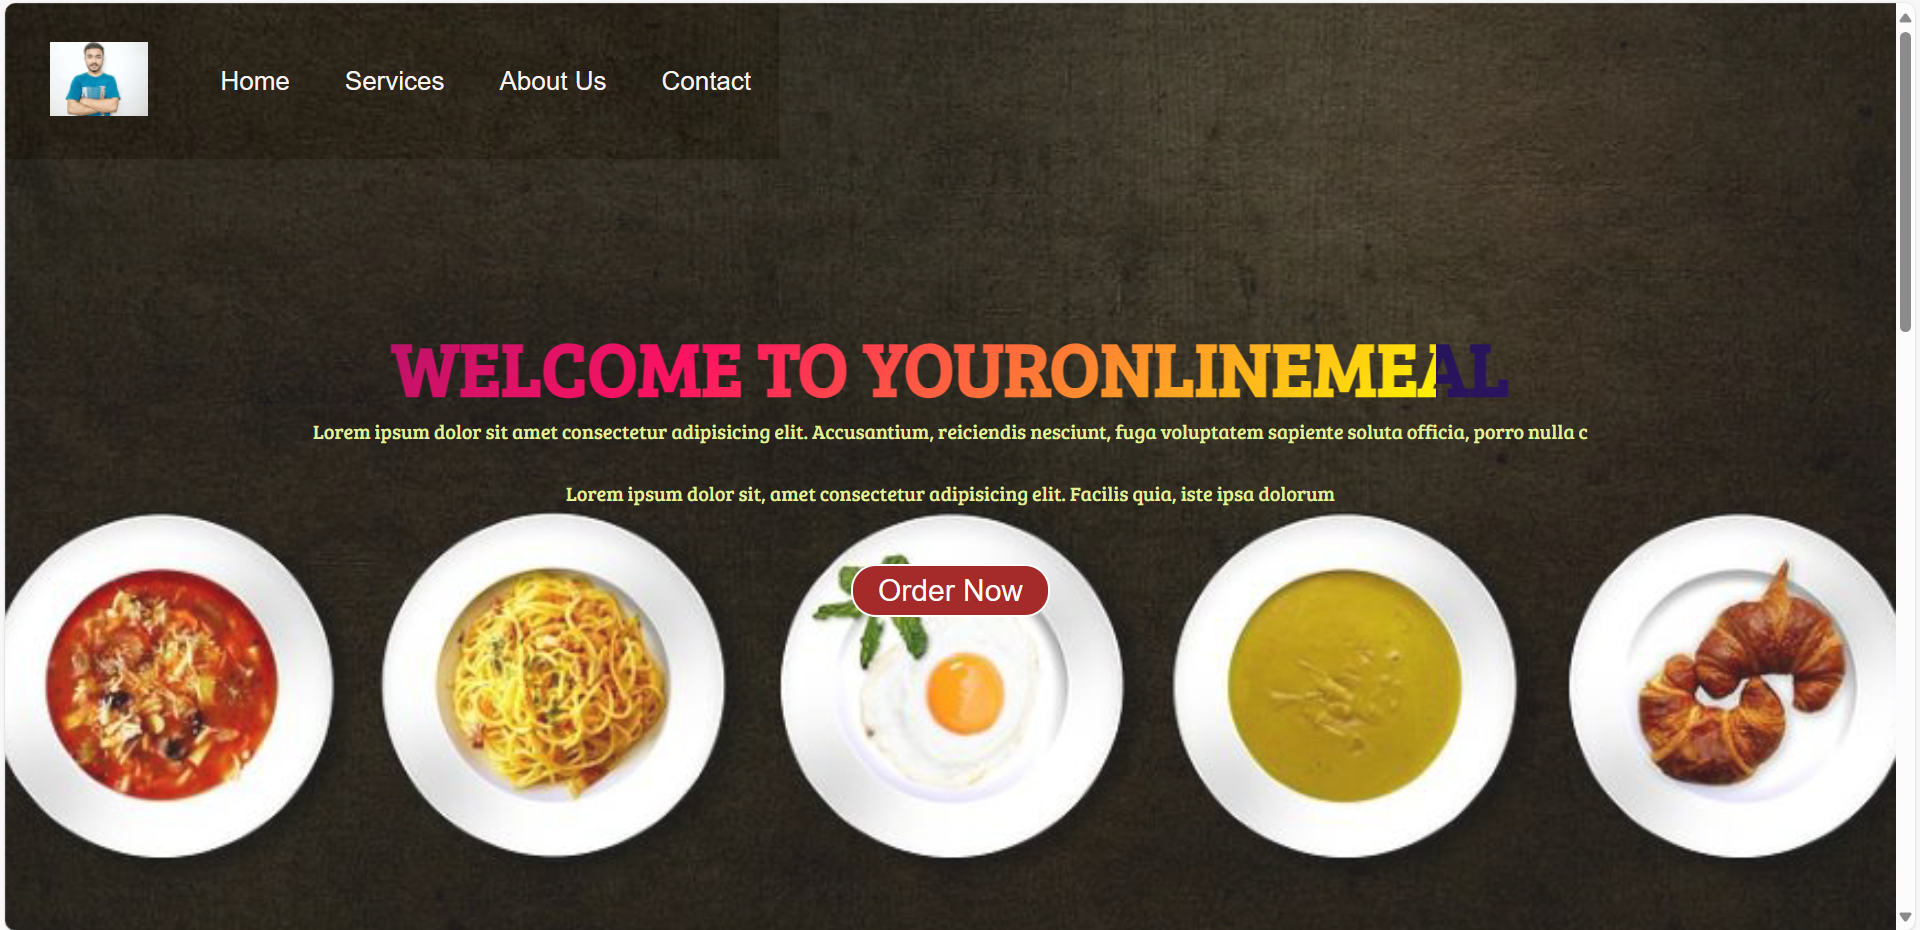 Home Services About Us Contact
WELCOME TO YOURONLINEMEAL
Lorem ipsum dolor sit amet consectetur adipisicing elit. Accusantium, reiciendis nesciunt, fuga voluptatem sapiente soluta officia, porro nulla c
Lorem ipsum dolor sit, amet consectetur adipisicing elit. Facilis quia, iste ipsa dolorum
Order Now